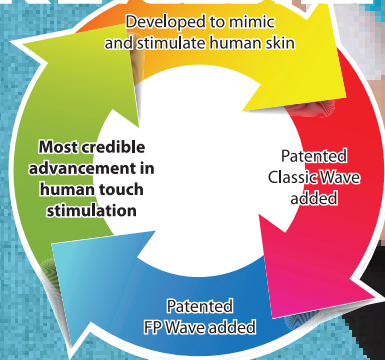 Developed to mimic
and stimulate human skin
Patented
Classic Wave
added
Patented
FP Wave added
Most credible
advancement in
human touch
stimulation